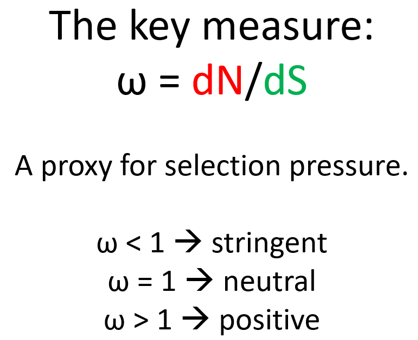 The key measure:
ω = dN/dS
A proxy for selection pressure.
ω < 1 → stringent
ω = 1 → neutral
ω > 1 → positive